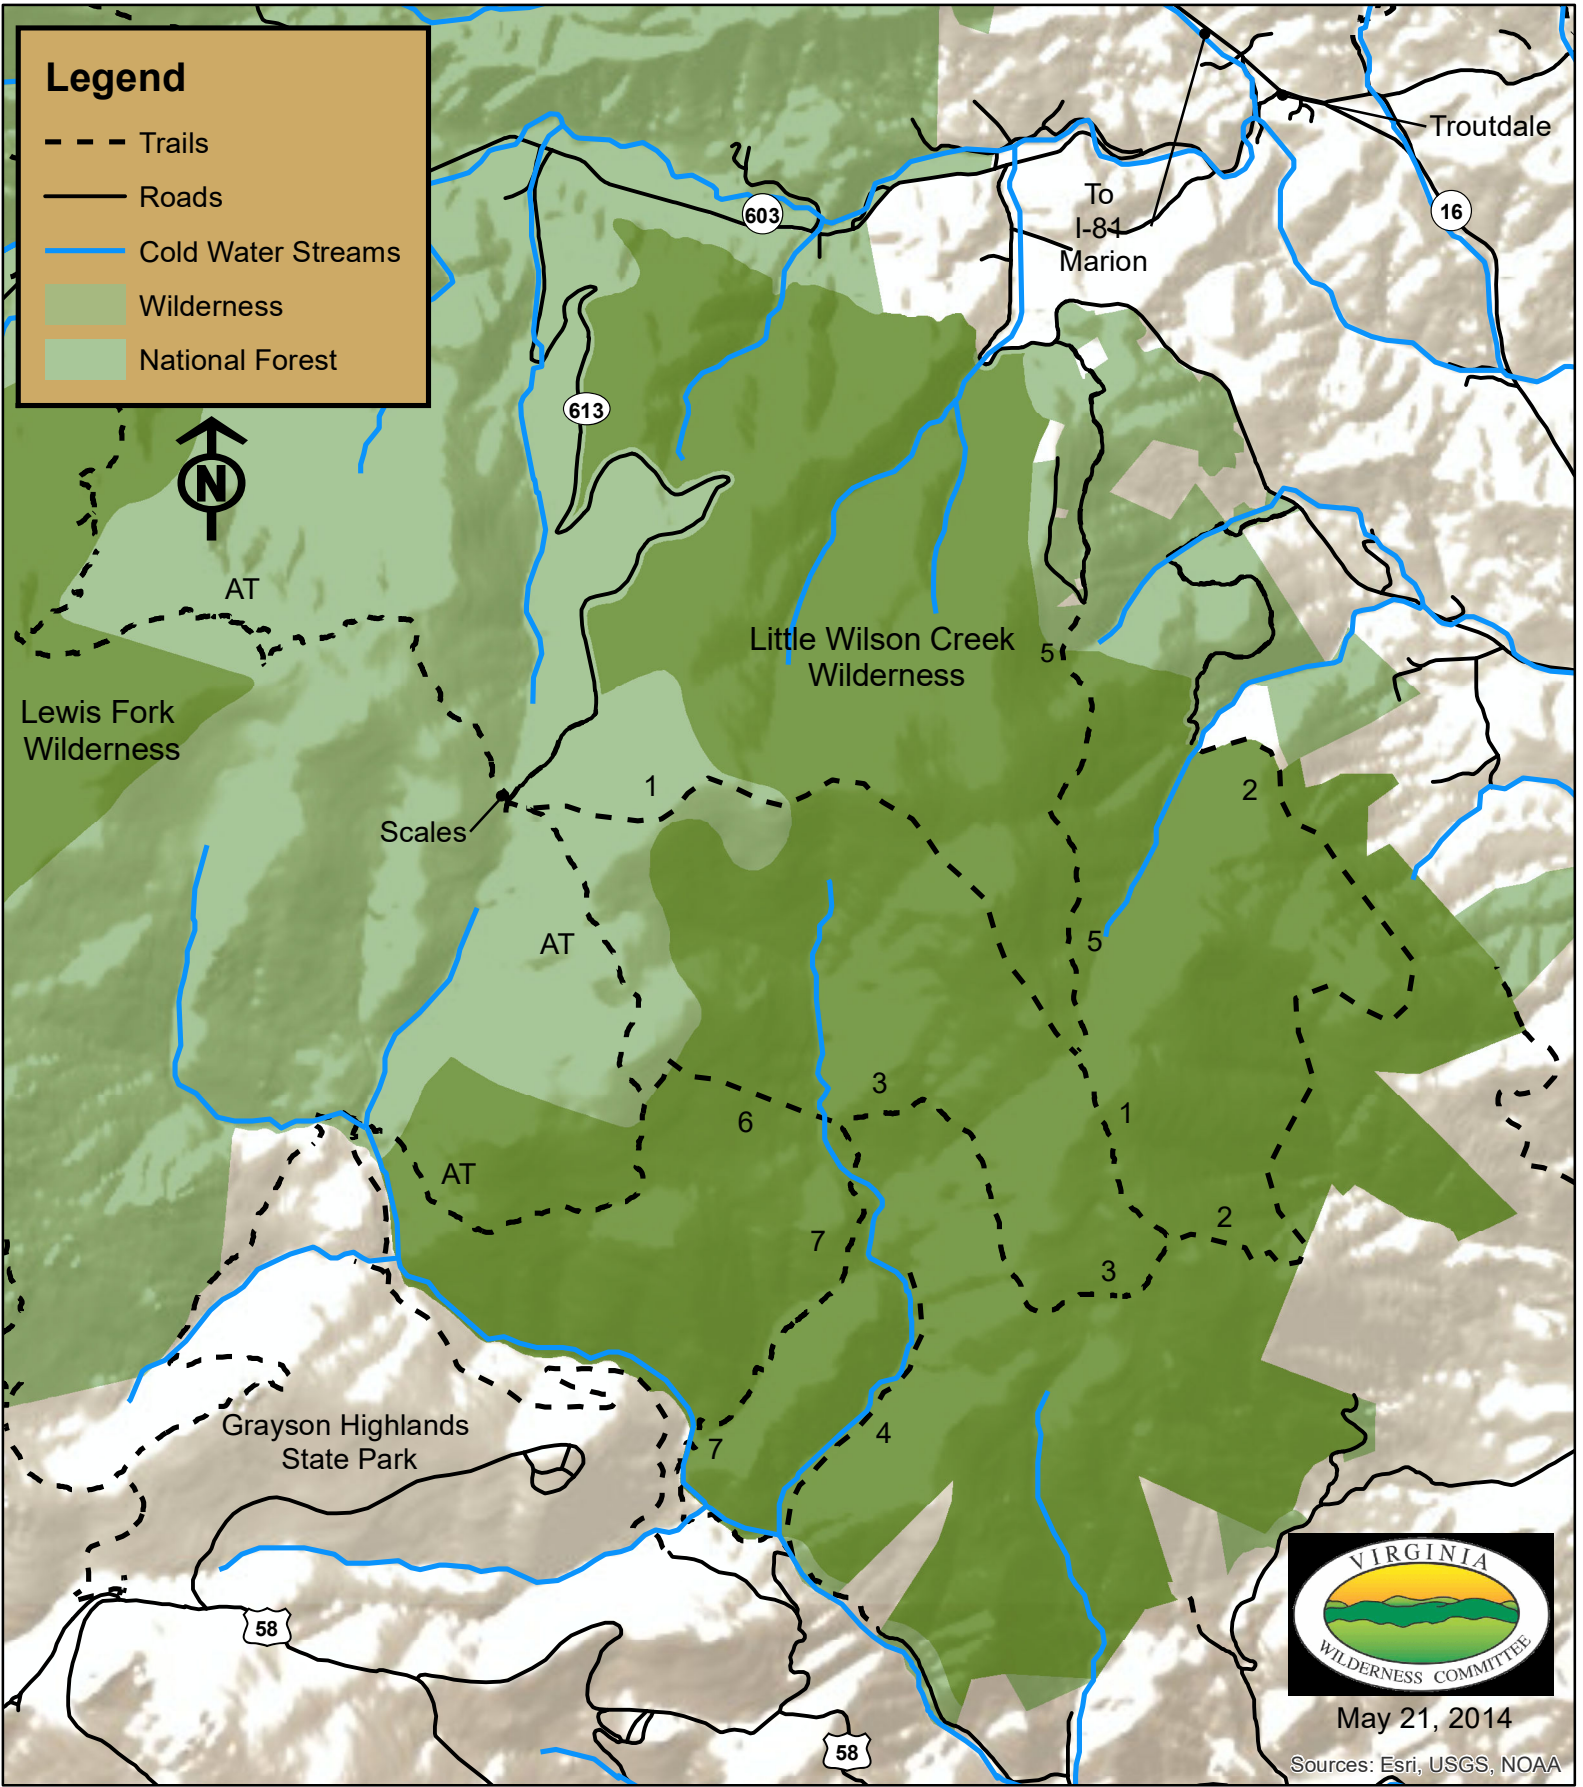 Legend
Trails
Roads
Cold Water Streams
Wilderness
National Forest
N
603
613
Troutdale
16
To
I-81
Marion
AT
Little Wilson Creek
Wilderness
5
Lewis Fork
Wilderness
1
2
Scales
AT
5
3
6
1
AT
7
2
3
Grayson Highlands
State Park
7
4
58
58
VIRGINIA
WILDERNESS COMMITTEE
May 21, 2014
Sources: Esri, USGS, NOAA